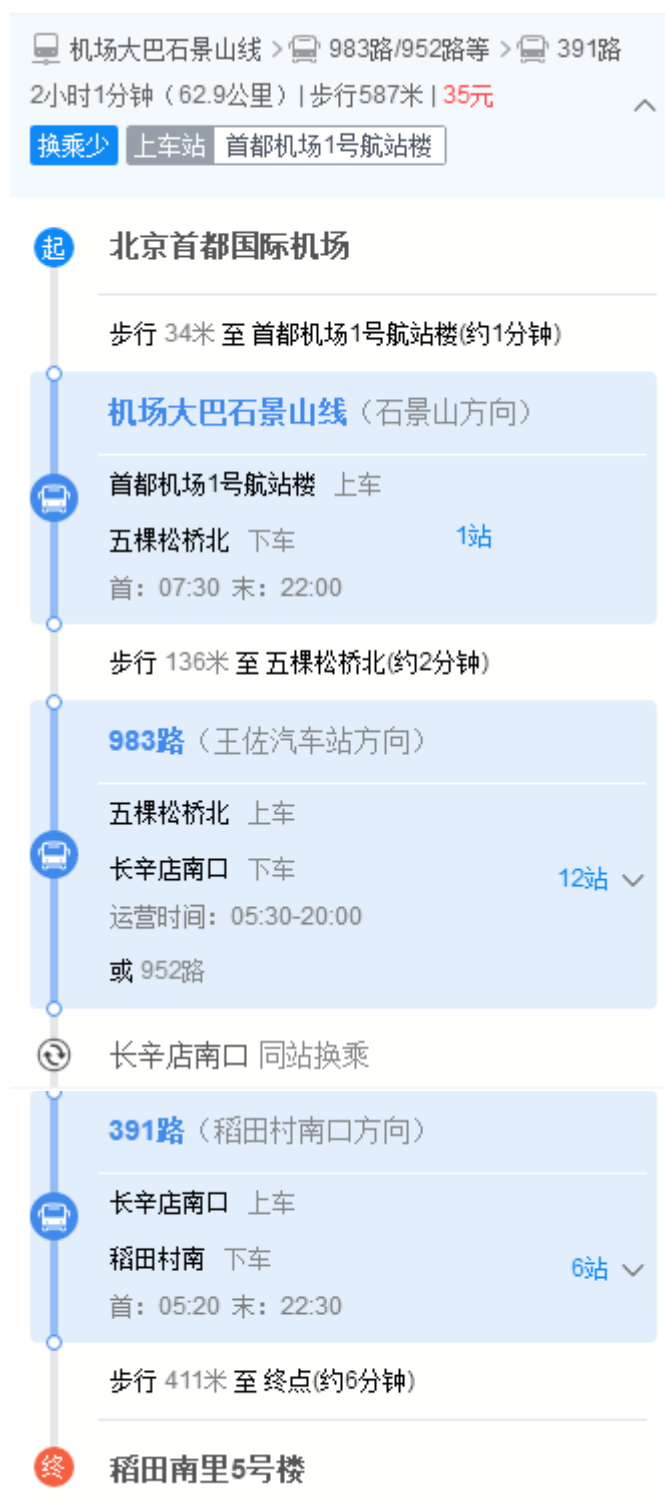 机场大巴石景山线 > 983路/952路等 > 391路
2小时1分钟（62.9公里）| 步行587米 | 35元
换乘少 上车站 首都机场1号航站楼
起 北京首都国际机场
步行 34米 至 首都机场1号航站楼(约1分钟)
机场大巴石景山线（石景山方向）
首都机场1号航站楼 上车
五棵松桥北 下车 1站
首：07:30 末：22:00
步行 136米 至 五棵松桥北(约2分钟)
983路（王佐汽车站方向）
五棵松桥北 上车
长辛店南口 下车 12站
运营时间：05:30-20:00
或 952路
长辛店南口 同站换乘
391路（稻田村南口方向）
长辛店南口 上车
稻田村南 下车 6站
首：05:20 末：22:30
步行 411米 至 终点(约6分钟)
终 稻田南里5号楼